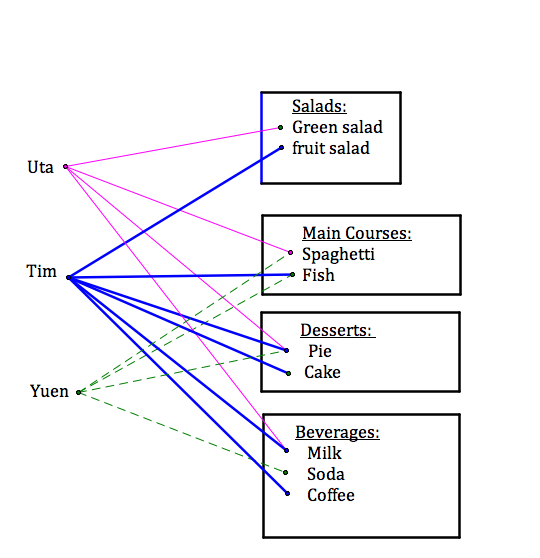 Salads:
Green salad
fruit salad
Uta
Main Courses:
Spaghetti
Tim
Fish
Desserts:
Pie
Cake
Yuen
Beverages:
Milk
Soda
Coffee